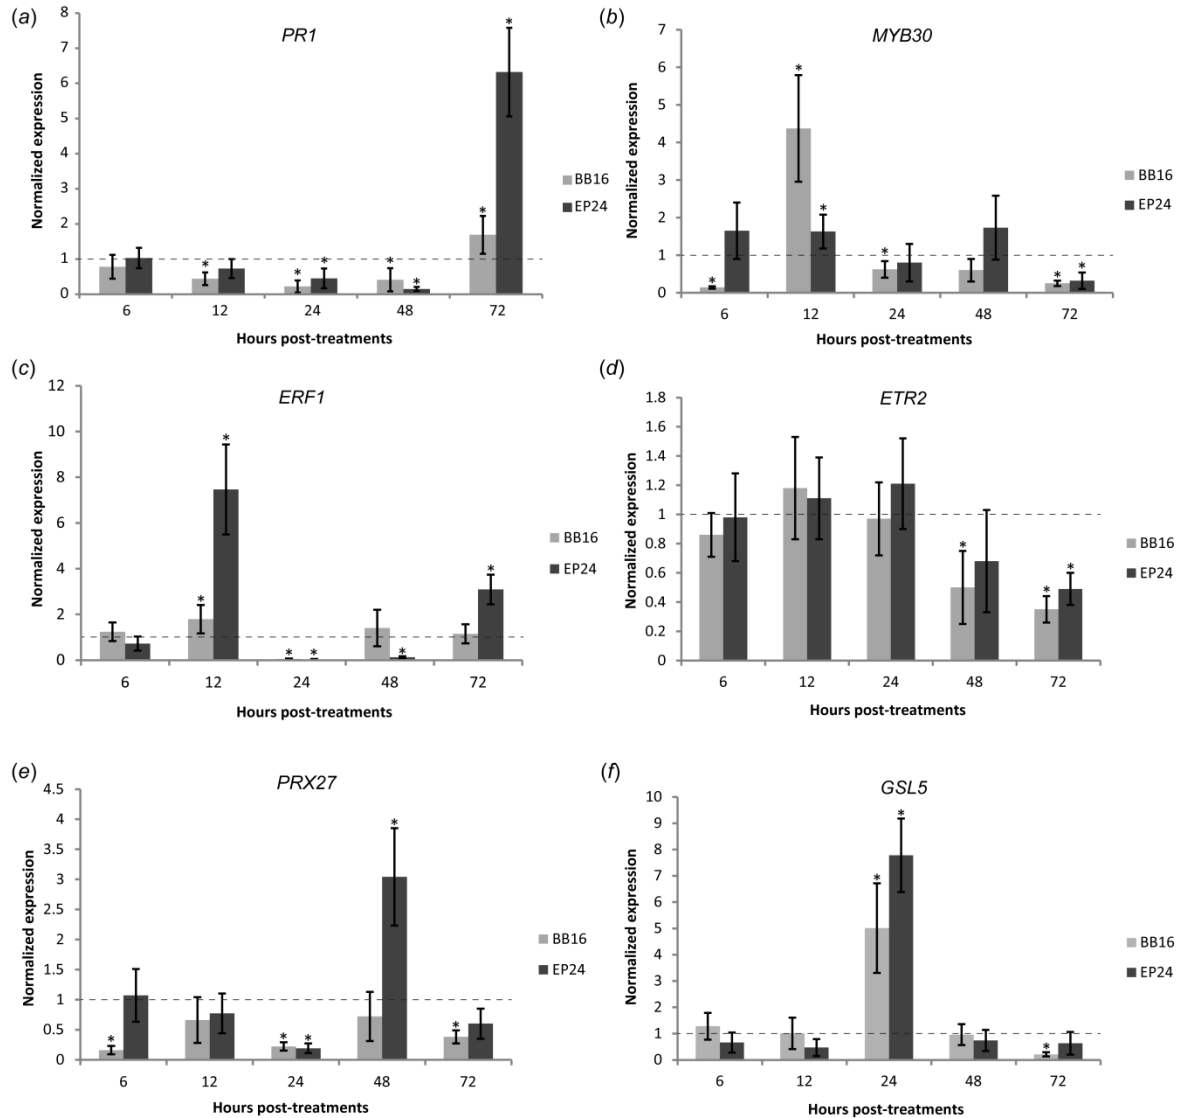 (a)
PR1
8
7
6
5
4
3
2
1
0
Normalized expression
* * * * * * *
6 12 24 48 72
Hours post-treatments
BB16
EP24
(b)
MYB30
7
6
5
4
3
2
1
0
Normalized expression
* * * * * *
6 12 24 48 72
Hours post-treatments
BB16
EP24
(c)
ERF1
12
10
8
6
4
2
0
Normalized expression
* * * * * *
6 12 24 48 72
Hours post-treatments
BB16
EP24
(d)
ETR2
1.8
1.6
1.4
1.2
1
0.8
0.6
0.4
0.2
0
Normalized expression
* * *
6 12 24 48 72
Hours post-treatments
BB16
EP24
(e)
PRX27
4.5
4
3.5
3
2.5
2
1.5
1
0.5
0
Normalized expression
* * * * *
6 12 24 48 72
Hours post-treatments
BB16
EP24
(f)
GSL5
10
9
8
7
6
5
4
3
2
1
0
Normalized expression
* * *
6 12 24 48 72
Hours post-treatments
BB16
EP24